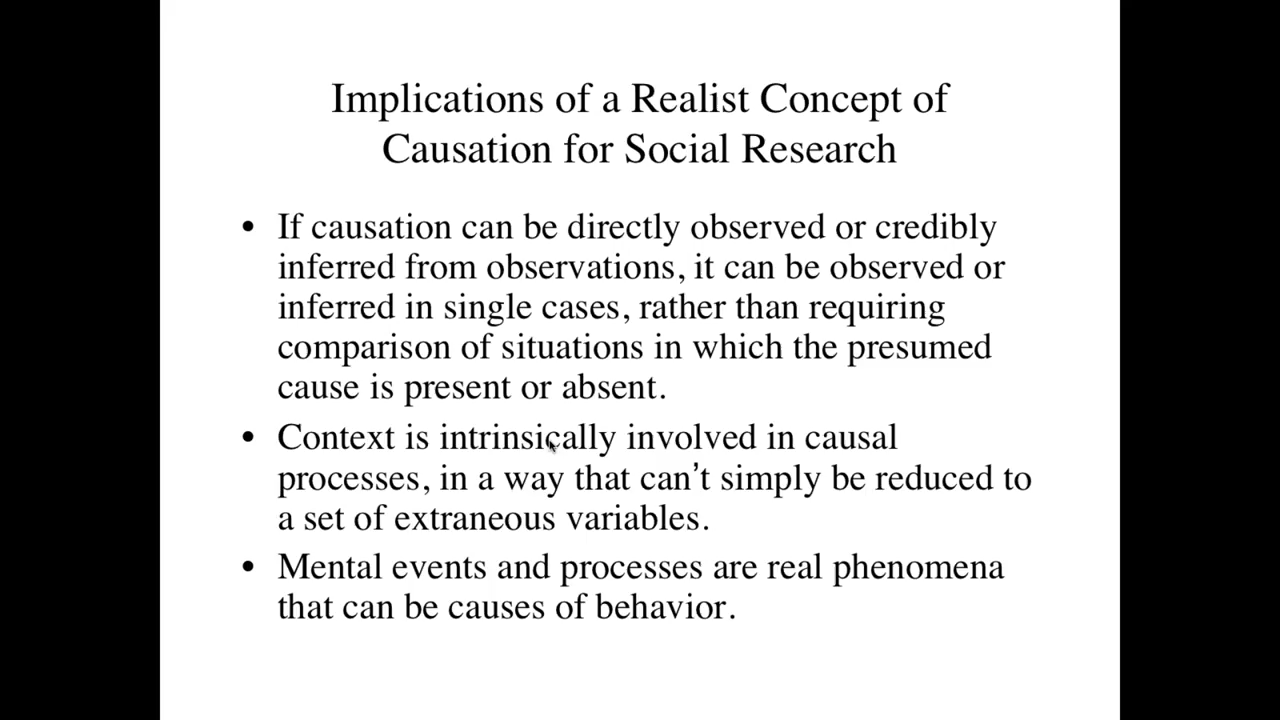 Implications of a Realist Concept of
Causation for Social Research
• If causation can be directly observed or credibly
inferred from observations, it can be observed or
inferred in single cases, rather than requiring
comparison of situations in which the presumed
cause is present or absent.
• Context is intrinsically involved in causal
processes, in a way that can’t simply be reduced to
a set of extraneous variables.
• Mental events and processes are real phenomena
that can be causes of behavior.